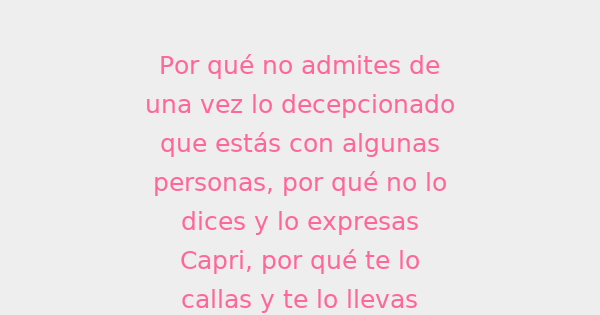 Por qué no admites de
una vez lo decepcionado
que estás con algunas
personas, por qué no lo
dices y lo expresas
Capri, por qué te lo
callas y te lo llevas